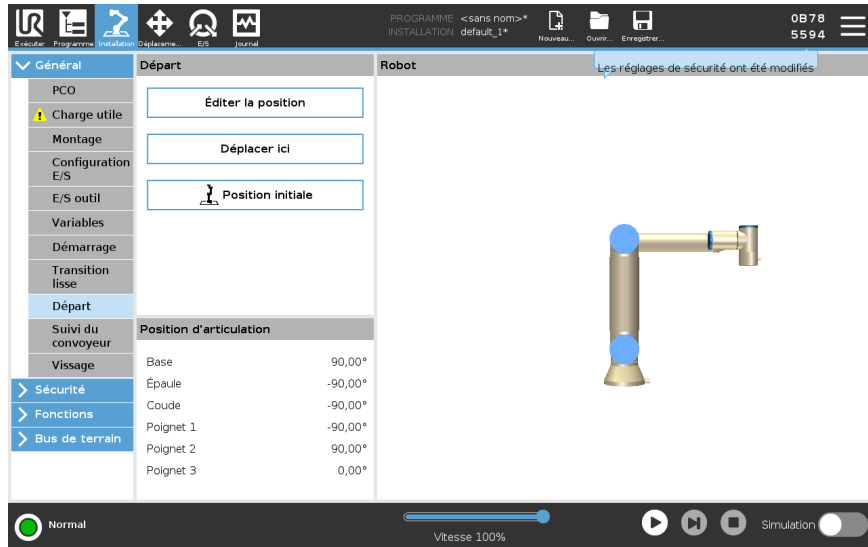 PROGRAMME <sans nom>*
INSTALLATION default_1*
0B78
5594
UR
Exécuter
Programme
Installation
Déplaceme...
E/S
Journal
Nouveau...
Ouvrir...
Enregistrer...
Les réglages de sécurité ont été modifiés
Général
PCO
Charge utile
Montage
Configuration
E/S
E/S outil
Variables
Démarrage
Transition
lisse
Départ
Suivi du
convoyeur
Vissage
Sécurité
Fonctions
Bus de terrain
Départ
Éditer la position
Déplacer ici
Position initiale
Position d'articulation
Base 90,00°
Épaule -90,00°
Coude -90,00°
Poignet 1 -90,00°
Poignet 2 90,00°
Poignet 3 0,00°
Robot
Normal
Vitesse 100%
Simulation